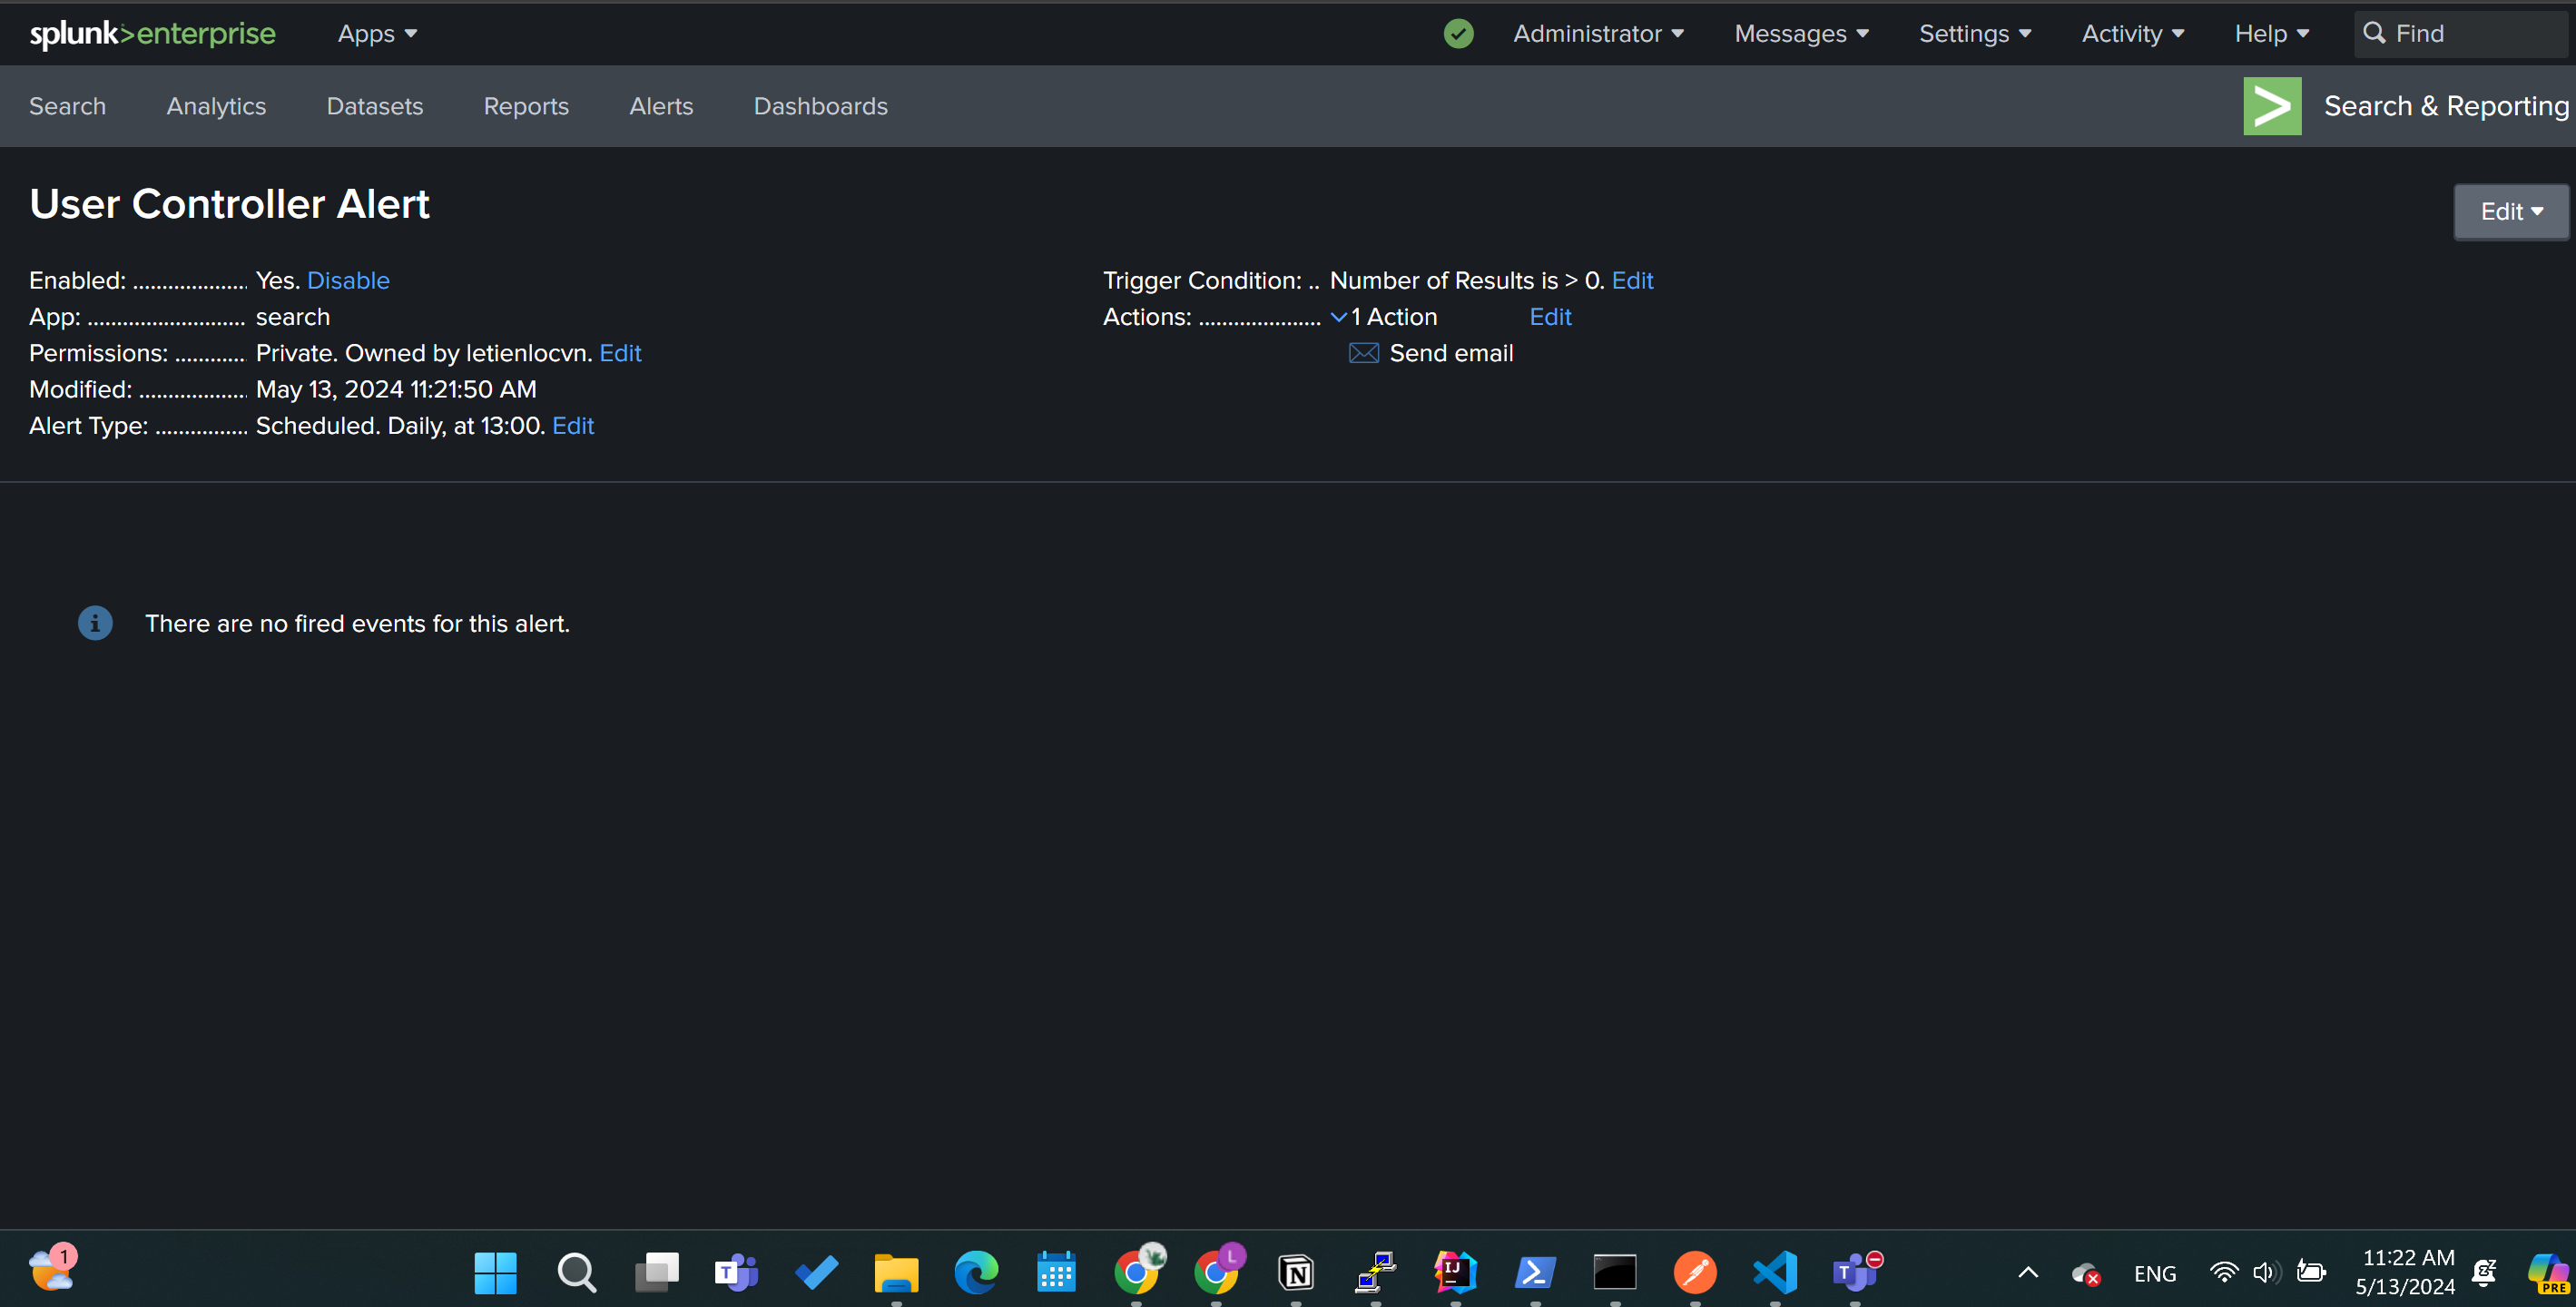 splunk>enterprise Apps Administrator Messages Settings Activity Help Find
Search Analytics Datasets Reports Alerts Dashboards Search & Reporting
User Controller Alert
Edit
Enabled: ................... Yes. Disable
App: ........................... search
Permissions: ............ Private. Owned by letienlocvn. Edit
Modified: .................. May 13, 2024 11:21:50 AM
Alert Type: ............... Scheduled. Daily, at 13:00. Edit
Trigger Condition: .. Number of Results is > 0. Edit
Actions: ..................... 1 Action Edit
Send email
There are no fired events for this alert.
1
T
L
N
IJ
T
ENG
11:22 AM
5/13/2024
PRE